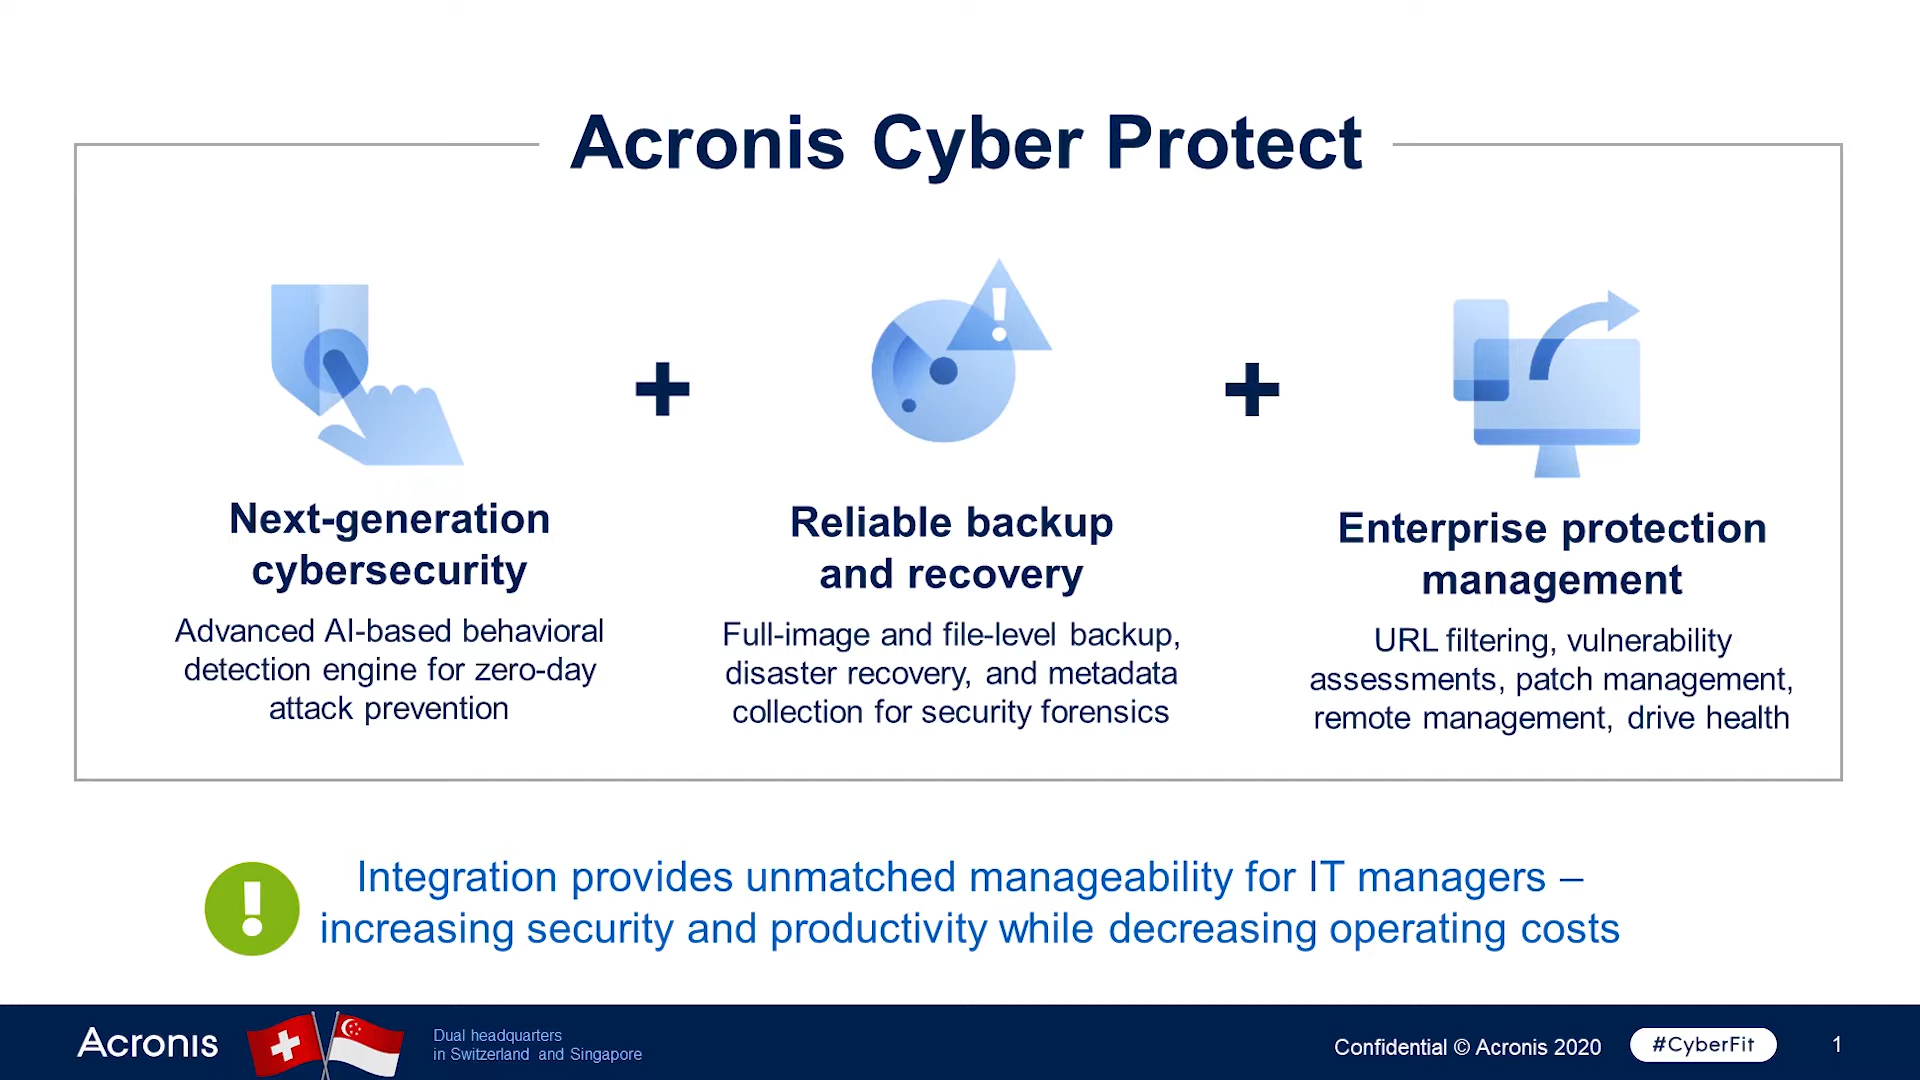 Acronis Cyber Protect
Next-generation
cybersecurity
Advanced AI-based behavioral
detection engine for zero-day
attack prevention
+
Reliable backup
and recovery
Full-image and file-level backup,
disaster recovery, and metadata
collection for security forensics
+
Enterprise protection
management
URL filtering, vulnerability
assessments, patch management,
remote management, drive health
Integration provides unmatched manageability for IT managers –
increasing security and productivity while decreasing operating costs
Acronis
Dual headquarters
in Switzerland and Singapore
Confidential © Acronis 2020
#CyberFit
1